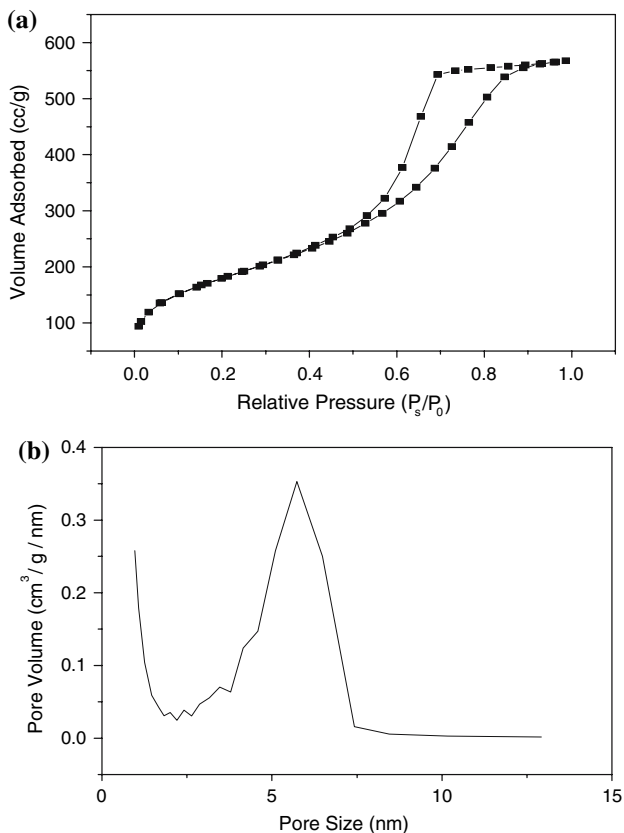 (a)
600
500
400
300
200
100
Volume Adsorbed (cc/g)
0.0 0.2 0.4 0.6 0.8 1.0
Relative Pressure (Pₛ/P₀)
(b)
0.4
0.3
0.2
0.1
0.0
Pore Volume (cm³/ g / nm)
0 5 10 15
Pore Size (nm)